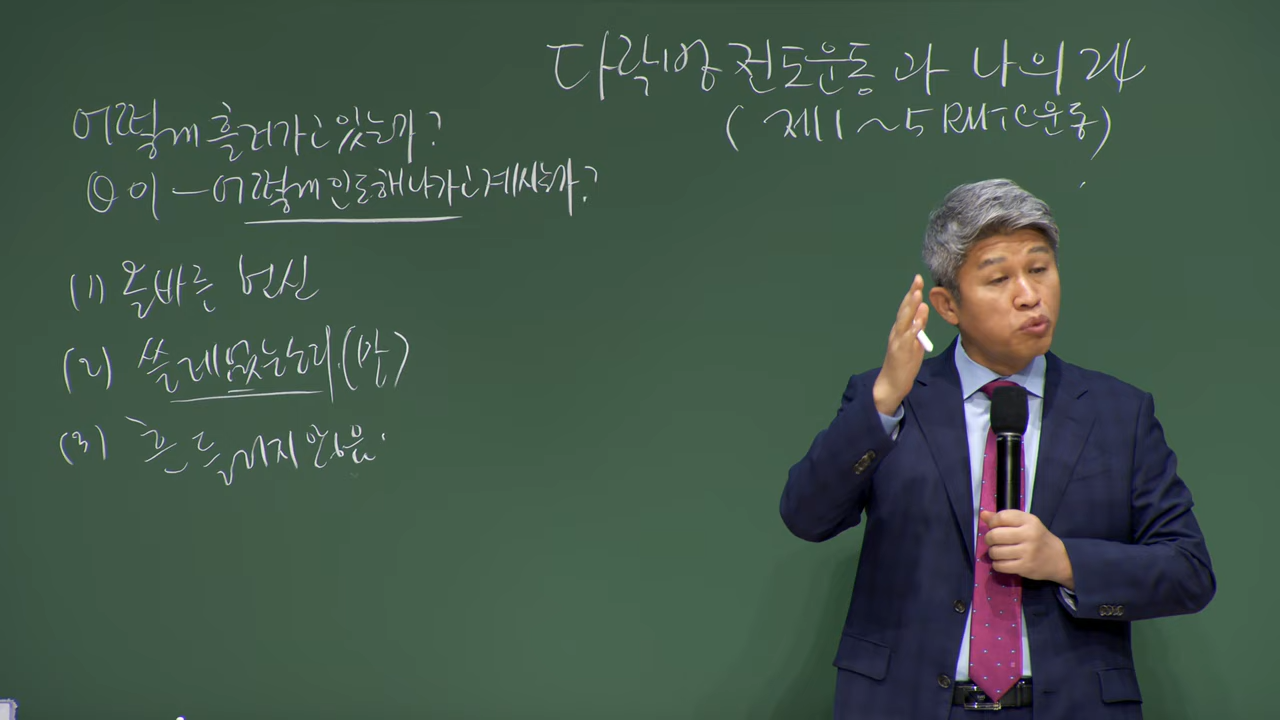 다락방 전도운동과 나의 24
(제1~5 RUTC운동)
어떻게 흘러가고 있는가?
이 - 어떻게 인도해 나가고 계시는가?
(1) 올바른 변신
(2) 쓸데없는 논리.(만)
(3) 흔들리지 않음.